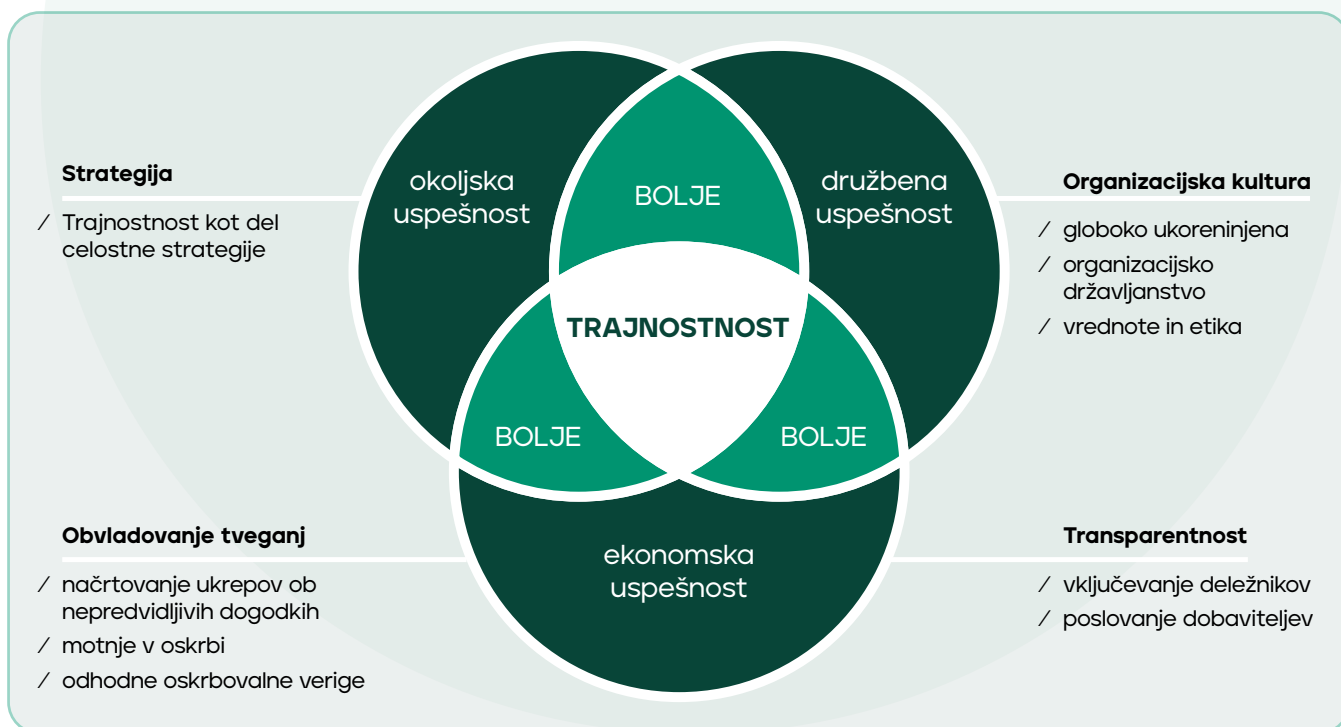 Strategija
/ Trajnostnost kot del
celostne strategije
okoljska
uspešnost
BOLJE
družbena
uspešnost
Organizacijska kultura
/ globoko ukoreninjena
/ organizacijsko
državljanstvo
/ vrednote in etika
TRAJNOSTNOST
BOLJE
BOLJE
Obvladovanje tveganj
/ načrtovanje ukrepov ob
nepredvidljivih dogodkih
/ motnje v oskrbi
/ odhodne oskrbovalne verige
ekonomska
uspešnost
Transparentnost
/ vključevanje deležnikov
/ poslovanje dobaviteljev